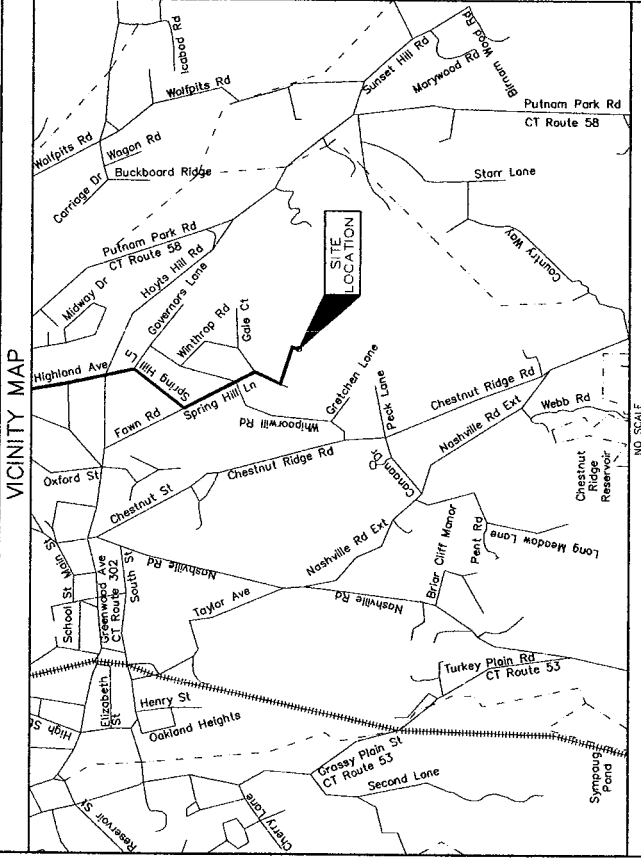 VICINITY MAP
Icabod Rd
Wolfpits Rd
Wolfpits Rd
Wagon Rd
Carriage Dr
Buckboard Ridge
Sunset Hill Rd
Marywood Rd
Birnam Wood Rd
Putnam Park Rd
CT Route 58
Starr Lane
Country Way
Putnam Park Rd
CT Route 58
Midway Dr
Hoyts Hill Rd
Governors Lane
Winthrop Rd
Gale Ct
SITE
LOCATION
Highland Ave
Spring Hill Ln
Fawn Rd
Spring Hill Ln
Whipoorwill Rd
Gretchen Lane
Peck Lane
Chestnut Ridge Rd
Webb Rd
Chestnut
Ridge
Reservoir
Oxford St
Chestnut St
Chestnut Ridge Rd
Canaan Dr
Nashville Rd Ext
Main St
School St
Greenwood Ave
CT Route 302
South St
Nashville Rd
Nashville Rd Ext
Taylor Ave
Nashville Rd
Briar Cliff Manor
Pent Rd
Long Meadow Lane
Turkey Plain Rd
CT Route 53
High St
Elizabeth
St
Henry St
Oakland Heights
Grassy Plain St
CT Route 53
Second Lane
Sympaug
Pond
Reservoir St
Cherry Lane
NO SCALE